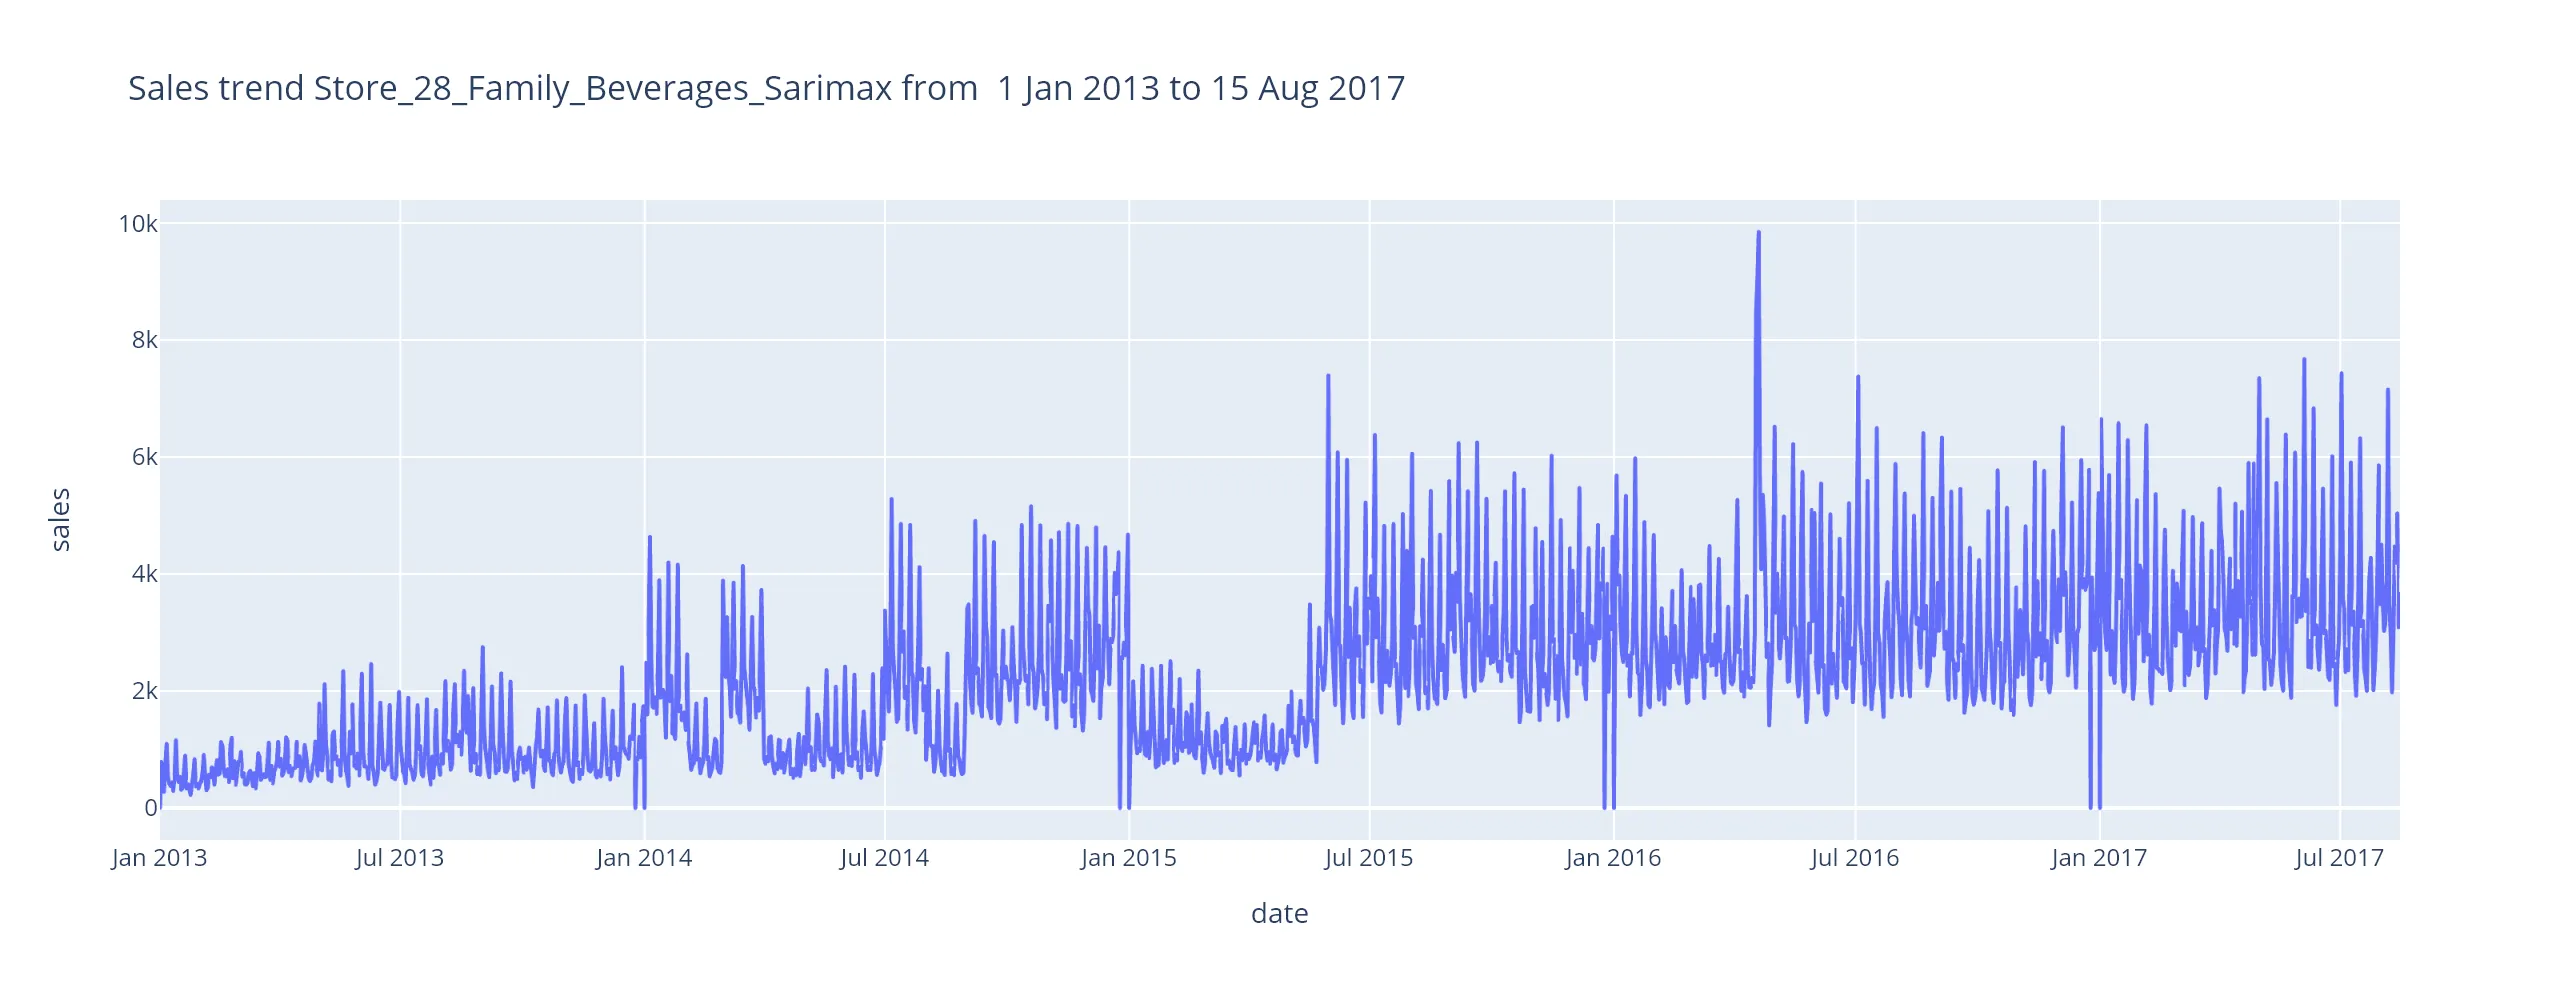 Sales trend Store_28_Family_Beverages_Sarimax from  1 Jan 2013 to 15 Aug 2017
10k
8k
6k
4k
2k
0
sales
Jan 2013 Jul 2013 Jan 2014 Jul 2014 Jan 2015 Jul 2015 Jan 2016 Jul 2016 Jan 2017 Jul 2017
date